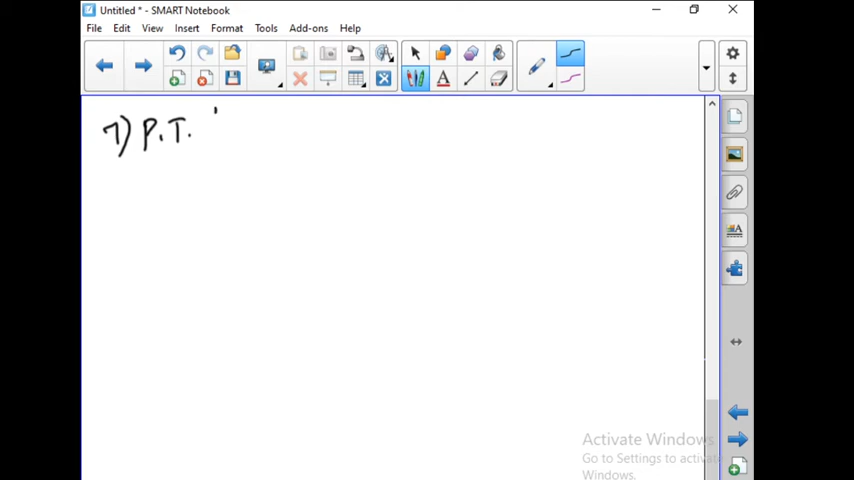 Untitled * - SMART Notebook
File Edit View Insert Format Tools Add-ons Help
7) P.T.
Activate Windows
Go to Settings to activate
Windows.